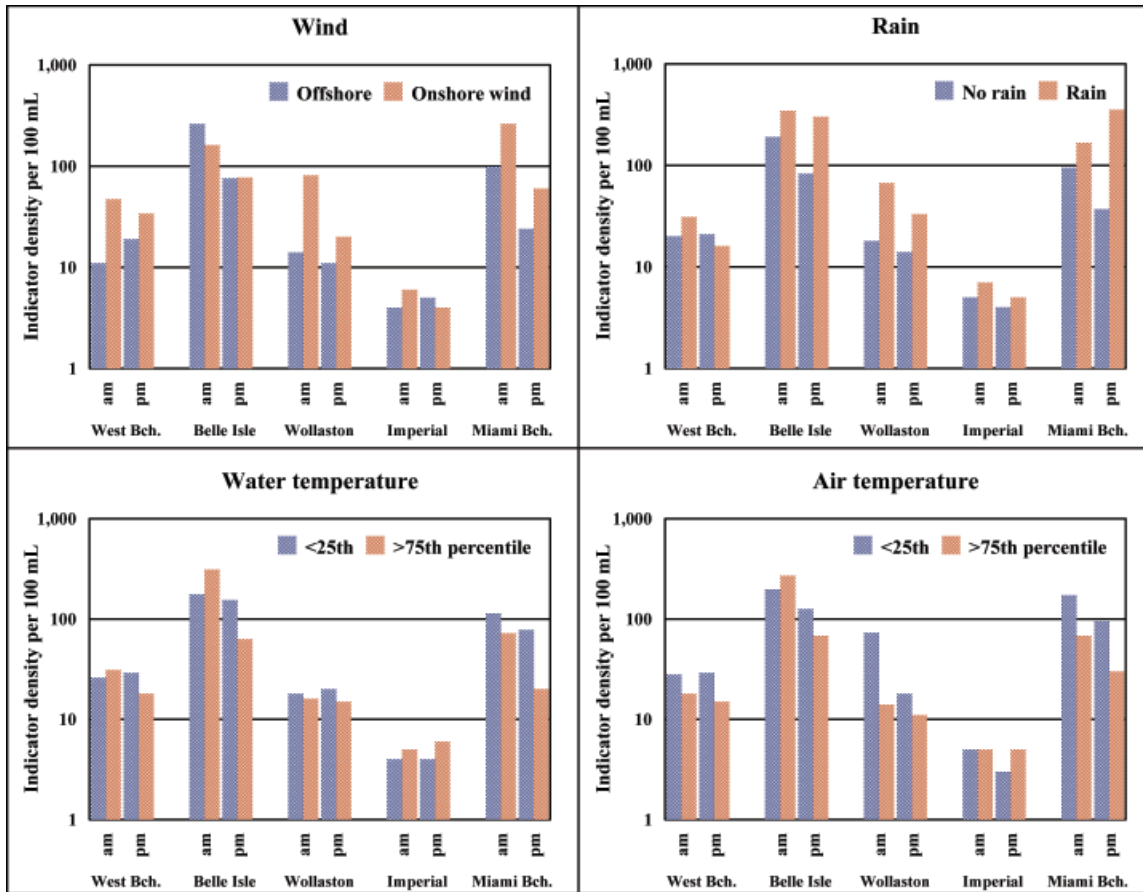 Wind
Indicator density per 100 mL
1,000
100
10
1
Offshore Onshore wind
am pm am pm am pm am pm am pm
West Bch. Belle Isle Wollaston Imperial Miami Bch.
Rain
Indicator density per 100 mL
1,000
100
10
1
No rain Rain
am pm am pm am pm am pm am pm
West Bch. Belle Isle Wollaston Imperial Miami Bch.
Water temperature
Indicator density per 100 mL
1,000
100
10
1
<25th >75th percentile
am pm am pm am pm am pm am pm
West Bch. Belle Isle Wollaston Imperial Miami Bch.
Air temperature
Indicator density per 100 mL
1,000
100
10
1
<25th >75th percentile
am pm am pm am pm am pm am pm
West Bch. Belle Isle Wollaston Imperial Miami Bch.